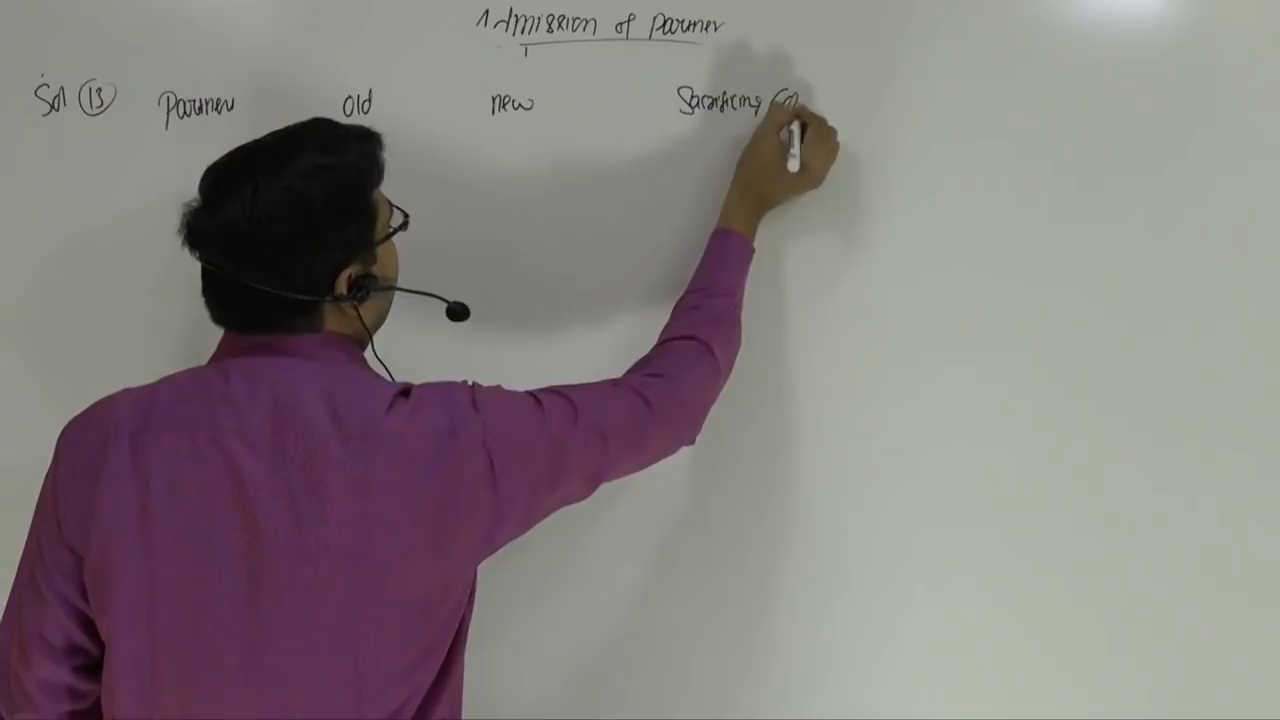 Admission of Partner
Sol (13) Partner Old new Sacrificing